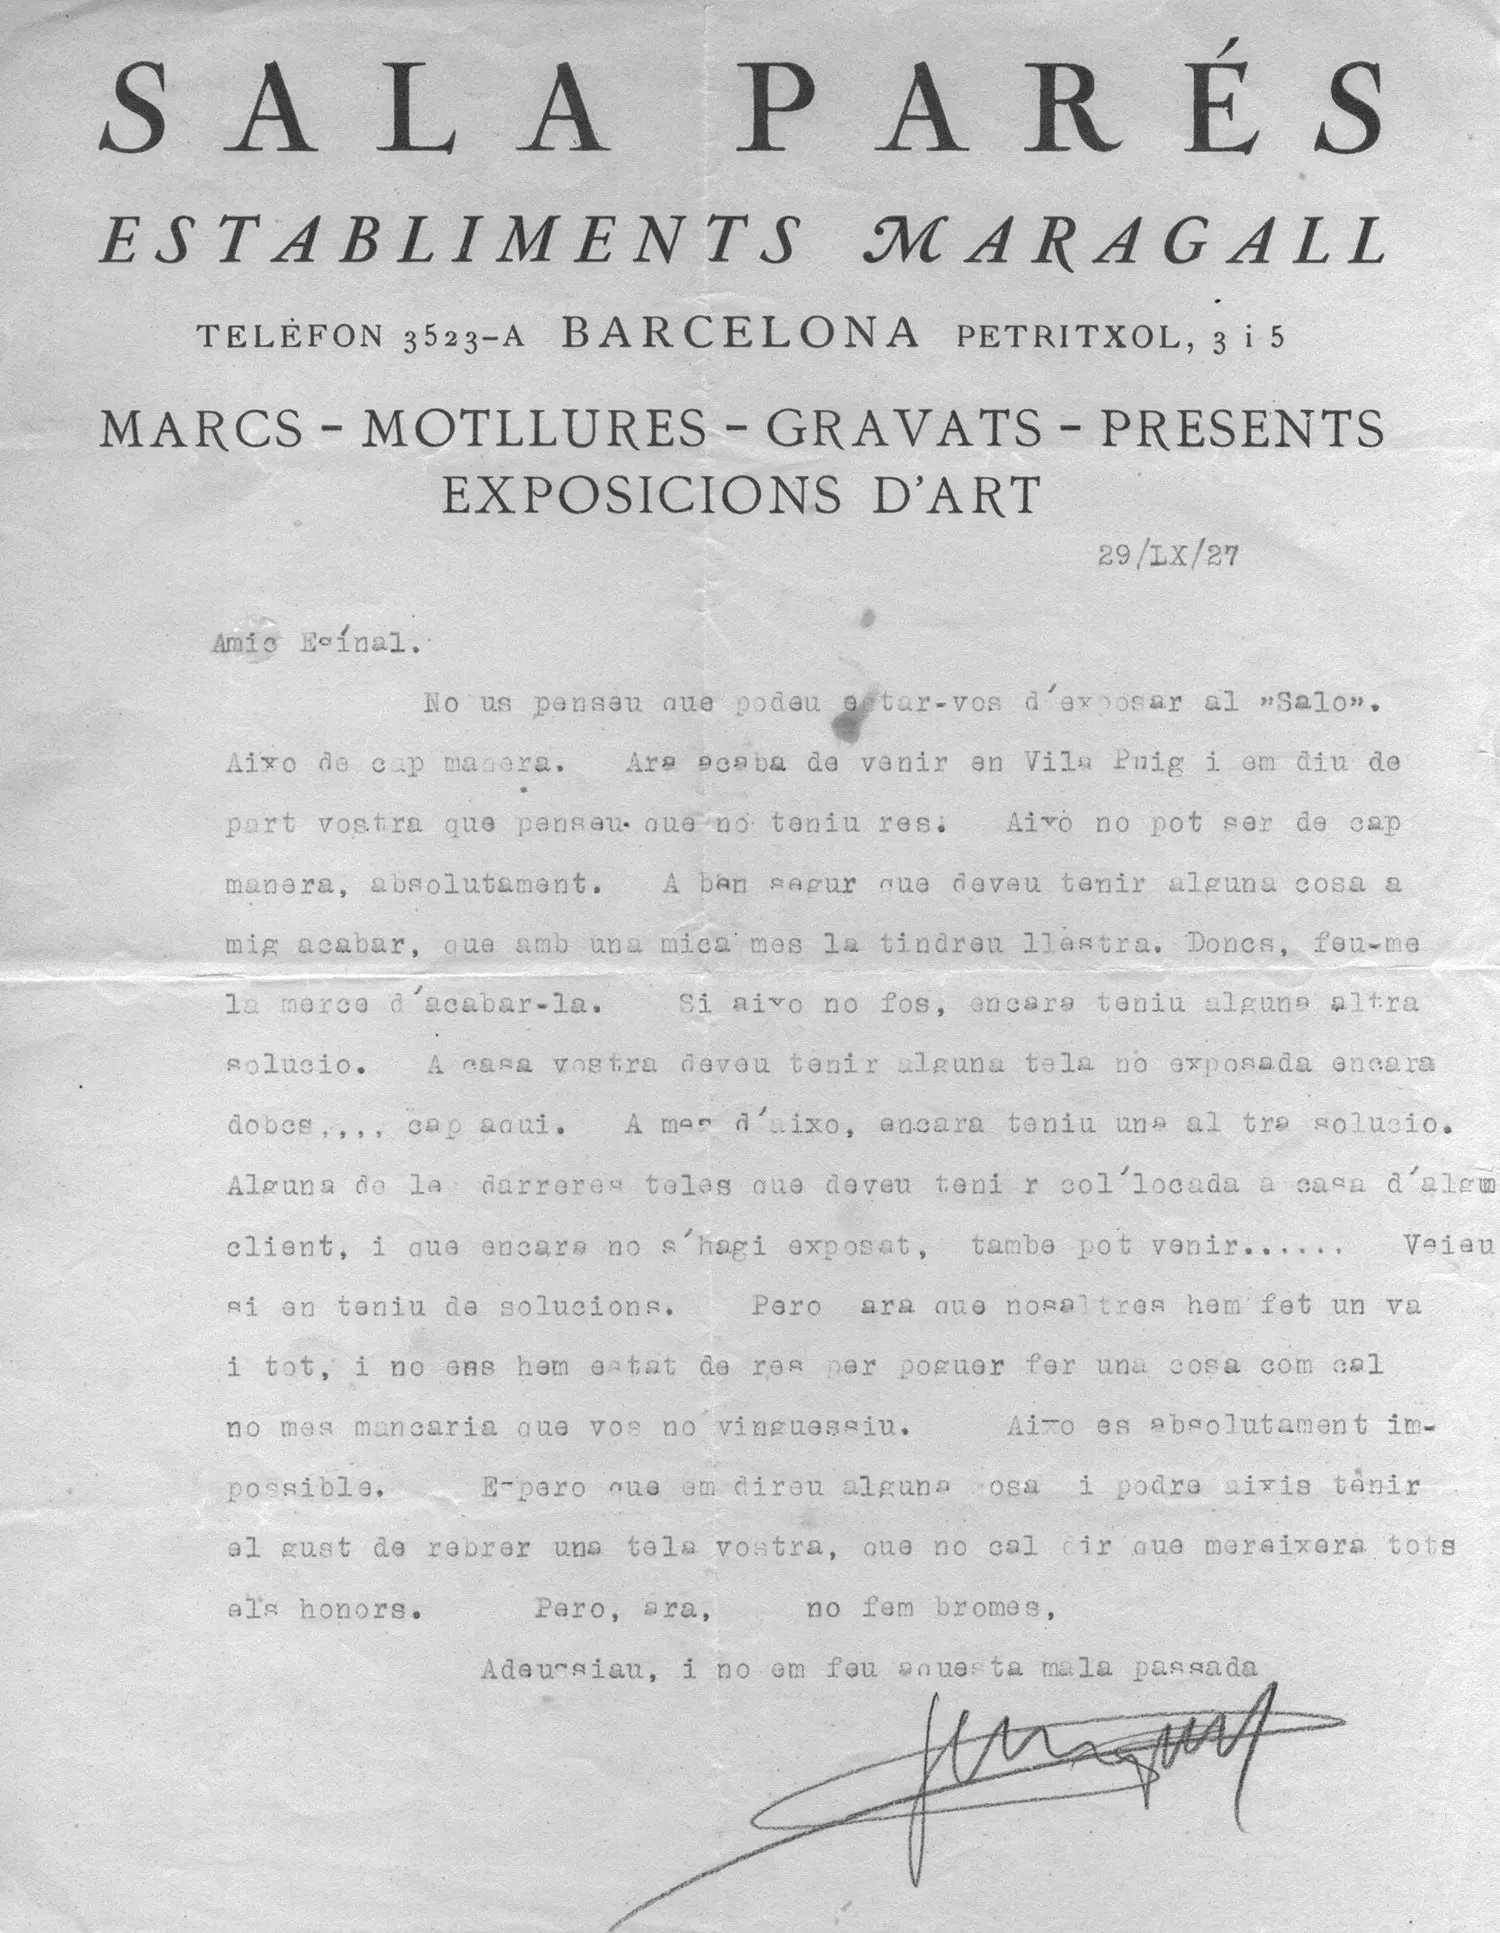 SALA PARÉS
ESTABLIMENTS MARAGALL
TELÈFON 3523-A BARCELONA PETRITXOL, 3 i 5
MARCS - MOTLLURES - GRAVATS - PRESENTS
EXPOSICIONS D'ART
29/LX/27
Amic Esínal.
No us penseu que podeu estar-vos d'exposar al "Salo".
Aixo de cap manera. Ara acaba de venir en Vila Puig i em diu de
part vostra que penseu que no teniu res. Aixó no pot ser de cap
manera, absolutament. A ben segur que deveu tenir alguna cosa a
mig acabar, que amb una mica mes la tindreu llestra. Doncs, feu-me
la merce d'acabar-la. Si aixo no fos, encara teniu alguna altra
solucio. A casa vostra deveu tenir alguna tela no exposada encara
dobcs,,,, cap aqui. A mes d'aixo, encara teniu una al tra solucio.
Alguna de le darreres teles que deveu teni r col'locada a casa d'algun
client, i que encara no s'hagi exposat, tambe pot venir...... Veieu
si en teniu de solucions. Pero ara que nosaltres hem fet un va
i tot, i no ens hem estat de res per poguer fer una cosa com cal
no mes mancaria que vos no vinguessiu. Aixo es absolutament im-
possible. Espero que em direu alguna cosa i podre aixis tenir
el gust de rebrer una tela vostra, que no cal dir que mereixera tots
els honors. Pero, ara, no fem bromes,
Adeussiau, i no em feu aquesta mala passada